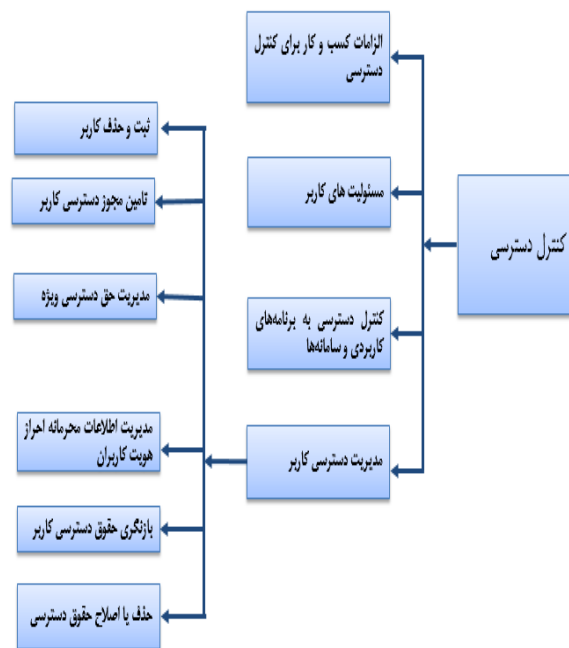 کنترل دسترسی
الزامات کسب و کار برای کنترل
دسترسی
مسئولیت های کاربر
کنترل دسترسی به برنامه‌های
کاربردی و سامانه‌ها
مدیریت دسترسی کاربر
ثبت و حذف کاربر
تامین مجوز دسترسی کاربر
مدیریت حق دسترسی ویژه
مدیریت اطلاعات محرمانه احراز
هویت کاربران
بازنگری حقوق دسترسی کاربر
حذف یا اصلاح حقوق دسترسی